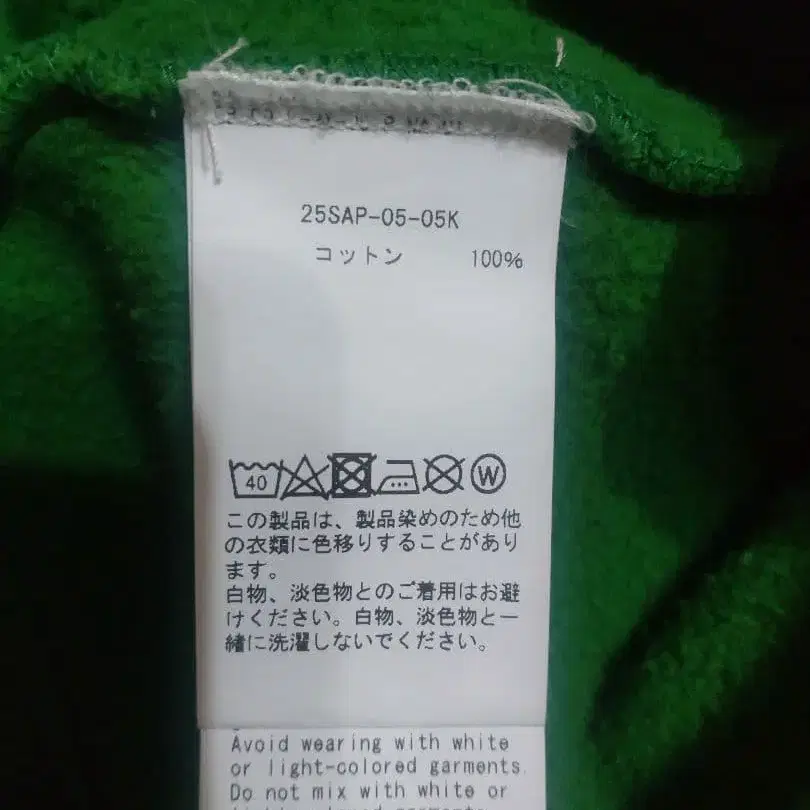 25SAP-05-05K
コットン 100%
40
W
この製品は、製品染めのため他
の衣類に色移りすることがあり
ます。
白物、淡色物とのご着用はお避
けください。白物、淡色物と一
緒に洗濯しないでください。
Avoid wearing with white
or light-colored garments.
Do not mix with white or